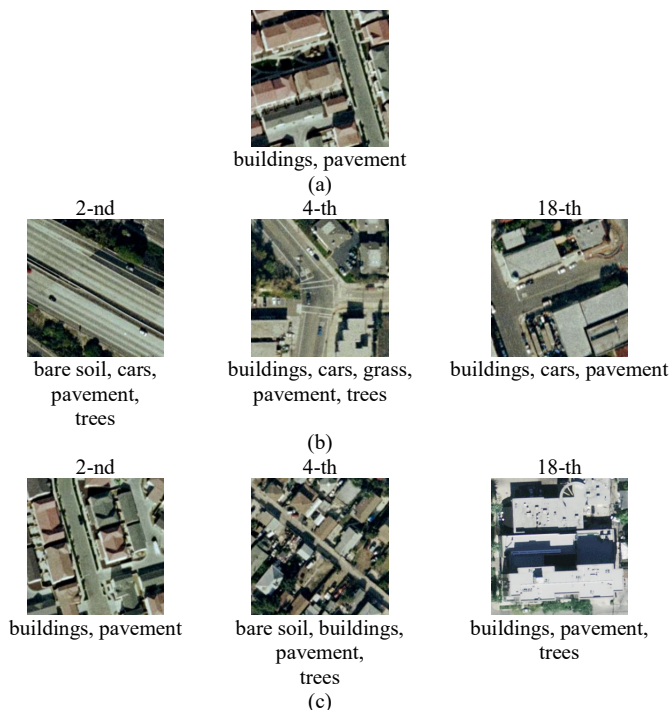 buildings, pavement
(a)
2-nd 4-th 18-th
bare soil, cars, buildings, cars, grass, buildings, cars, pavement
pavement, pavement, trees
trees
(b)
2-nd 4-th 18-th
buildings, pavement bare soil, buildings, buildings, pavement,
pavement, trees
trees
(c)